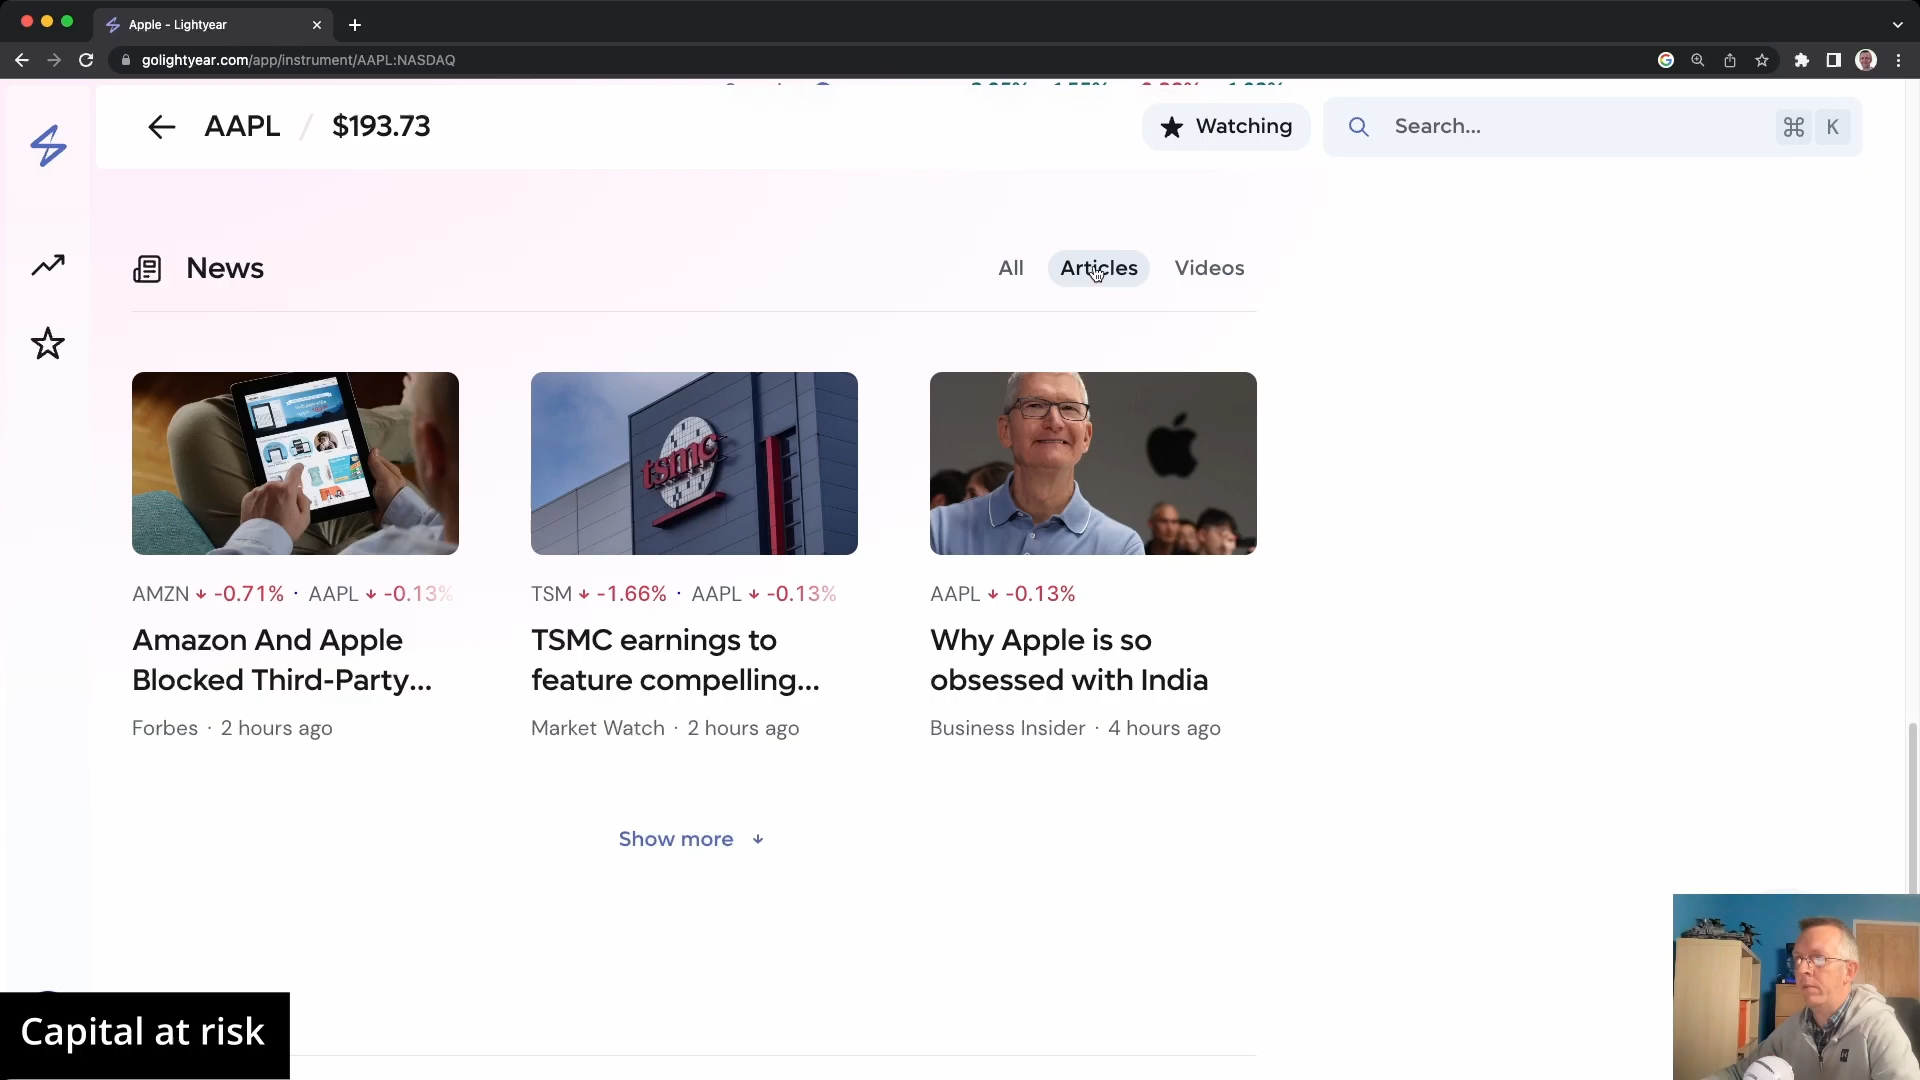 Apple - Lightyear
golightyear.com/app/instrument/AAPL:NASDAQ
AAPL / $193.73
Watching
Search...
⌘ K
News
All
Articles
Videos
tsmc
AMZN ↓ -0.71% · AAPL ↓ -0.13%
Amazon And Apple
Blocked Third-Party...
Forbes · 2 hours ago
TSM ↓ -1.66% · AAPL ↓ -0.13%
TSMC earnings to
feature compelling...
Market Watch · 2 hours ago
AAPL ↓ -0.13%
Why Apple is so
obsessed with India
Business Insider · 4 hours ago
Show more ↓
Capital at risk